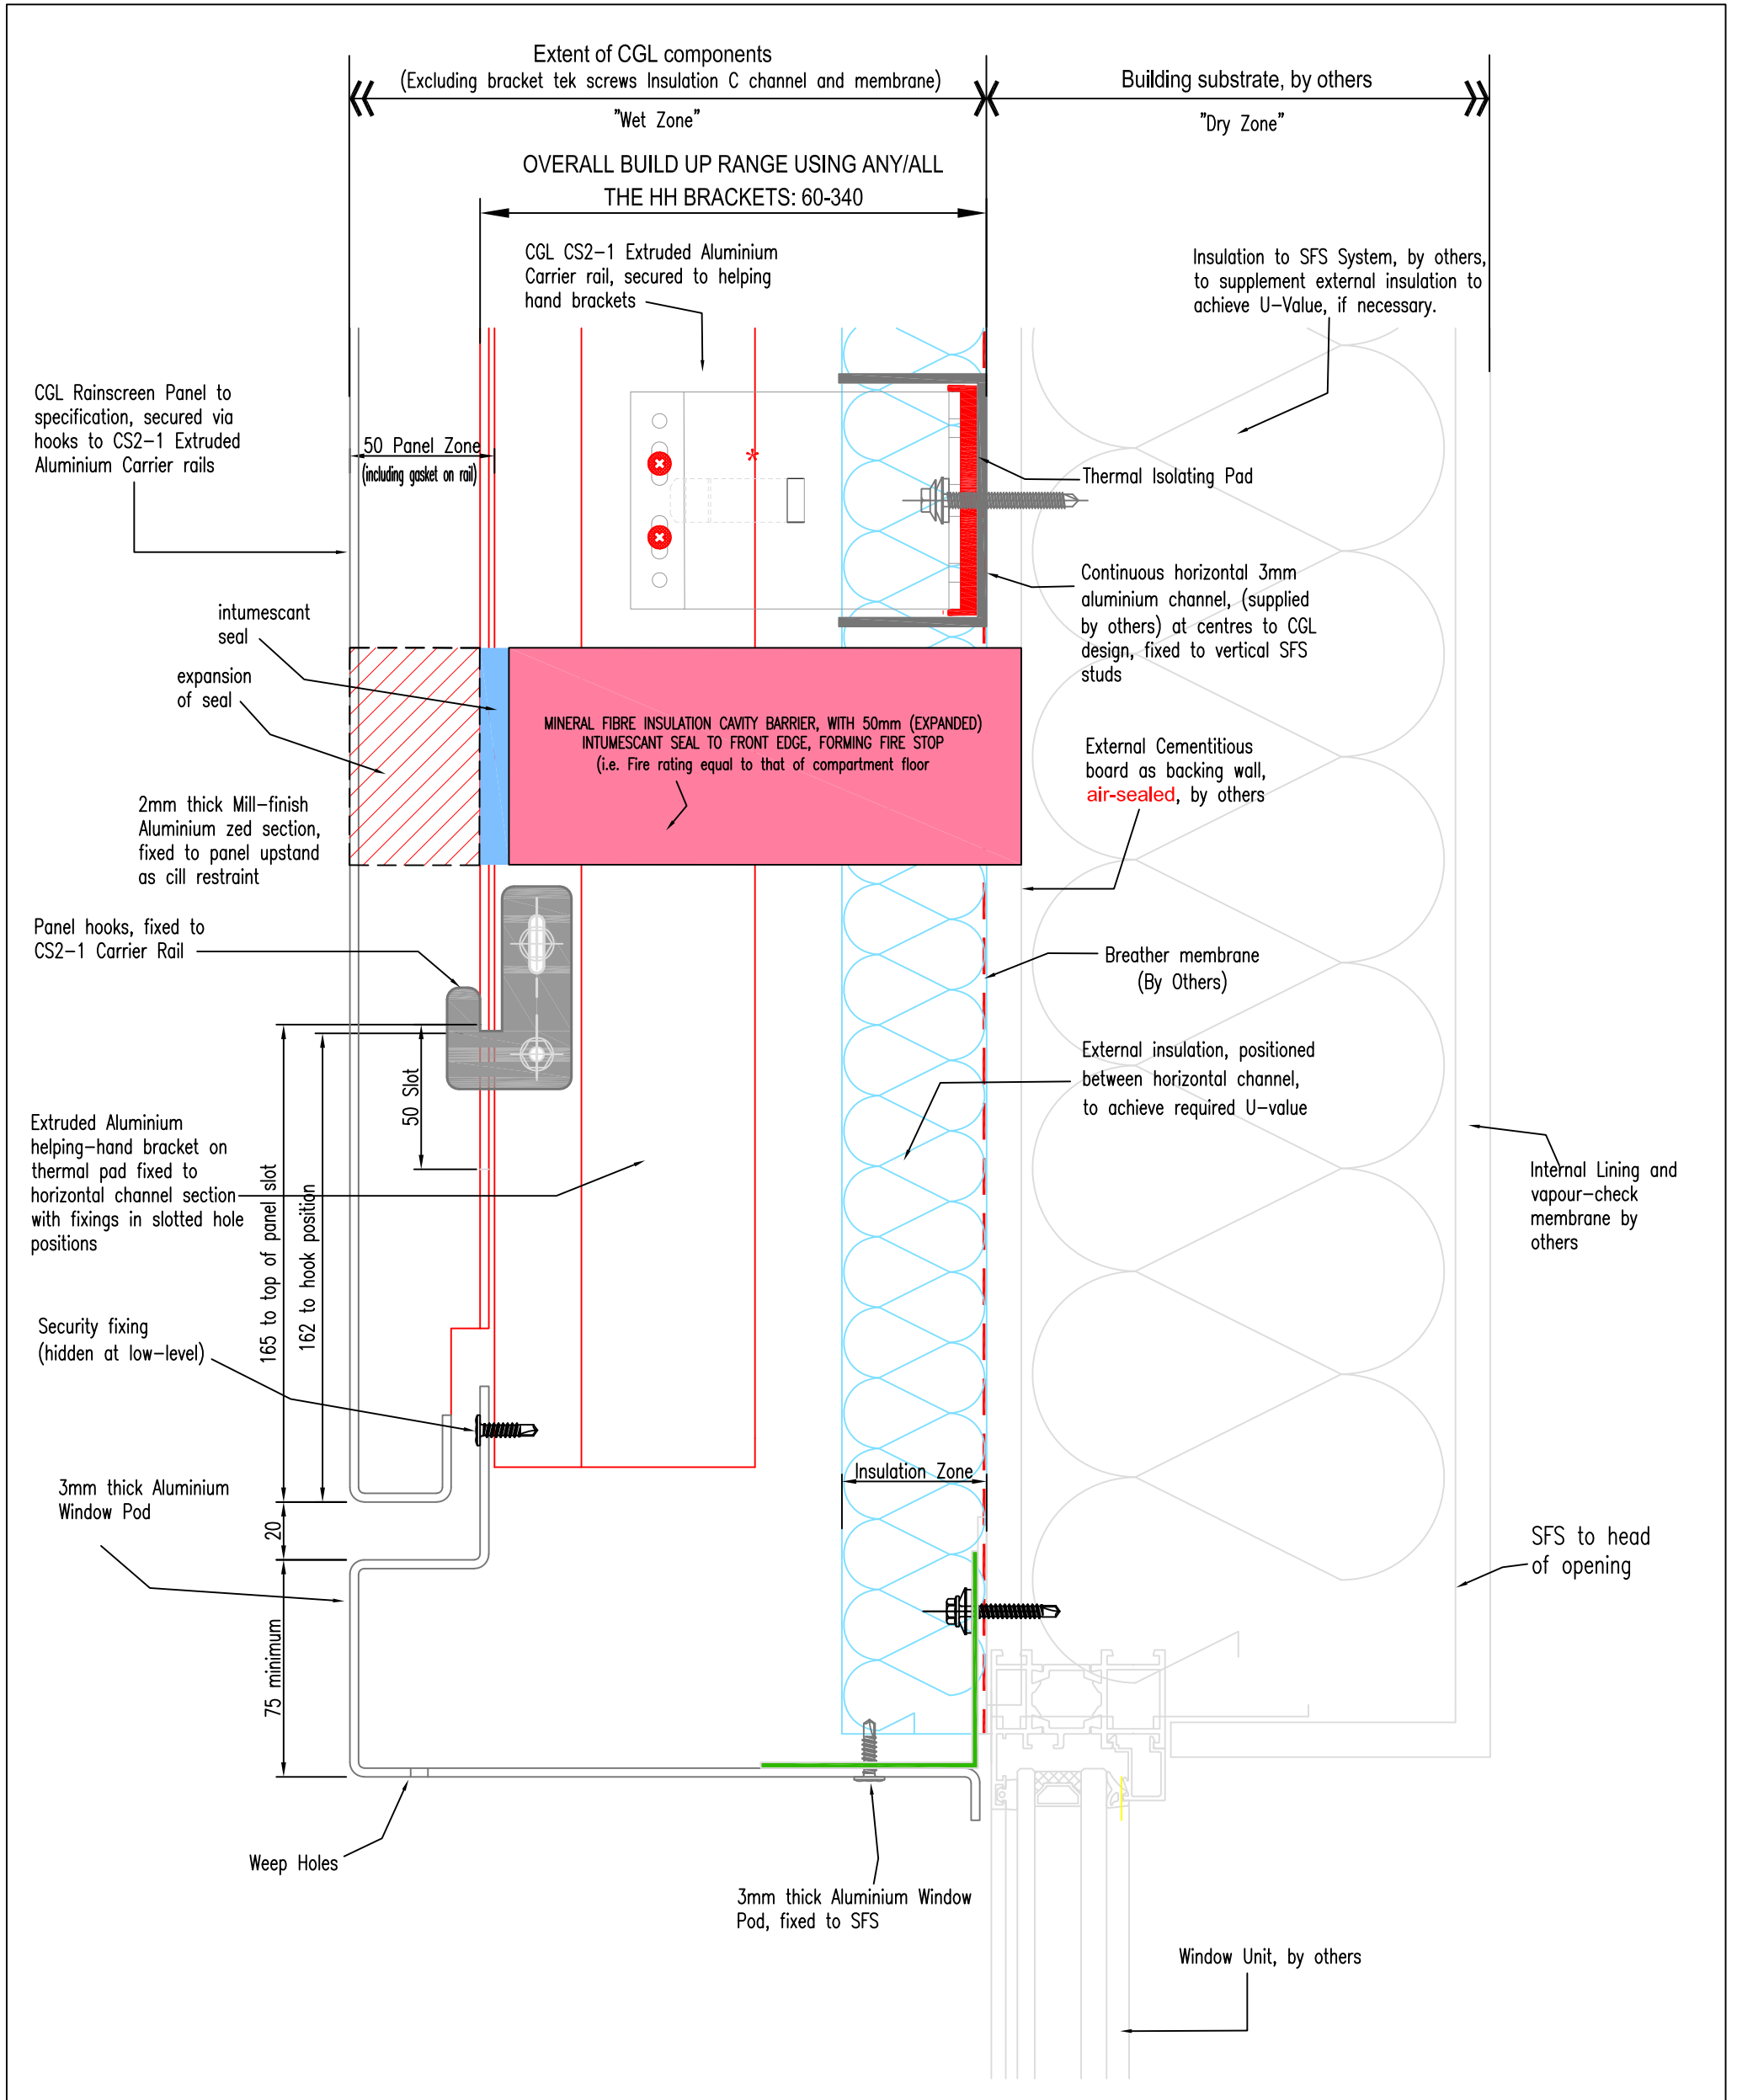 Extent of CGL components
(Excluding bracket tek screws Insulation C channel and membrane)
"Wet Zone"
Building substrate, by others
"Dry Zone"
OVERALL BUILD UP RANGE USING ANY/ALL
THE HH BRACKETS: 60-340
CGL CS2-1 Extruded Aluminium
Carrier rail, secured to helping
hand brackets
Insulation to SFS System, by others,
to supplement external insulation to
achieve U-Value, if necessary.
CGL Rainscreen Panel to
specification, secured via
hooks to CS2-1 Extruded
Aluminium Carrier rails
50 Panel Zone
(including gasket on rail)
*
Thermal Isolating Pad
Continuous horizontal 3mm
aluminium channel, (supplied
by others) at centres to CGL
design, fixed to vertical SFS
studs
intumescant
seal
expansion
of seal
MINERAL FIBRE INSULATION CAVITY BARRIER, WITH 50mm (EXPANDED)
INTUMESCANT SEAL TO FRONT EDGE, FORMING FIRE STOP
(i.e. Fire rating equal to that of compartment floor
External Cementitious
board as backing wall,
air-sealed, by others
2mm thick Mill-finish
Aluminium zed section,
fixed to panel upstand
as cill restraint
Panel hooks, fixed to
CS2-1 Carrier Rail
Breather membrane
(By Others)
External insulation, positioned
between horizontal channel,
to achieve required U-value
50 Slot
Extruded Aluminium
helping-hand bracket on
thermal pad fixed to
horizontal channel section
with fixings in slotted hole
positions
165 to top of panel slot
162 to hook position
Internal Lining and
vapour-check
membrane by
others
Security fixing
(hidden at low-level)
Insulation Zone
3mm thick Aluminium
Window Pod
20
SFS to head
of opening
75 minimum
Weep Holes
3mm thick Aluminium Window
Pod, fixed to SFS
Window Unit, by others